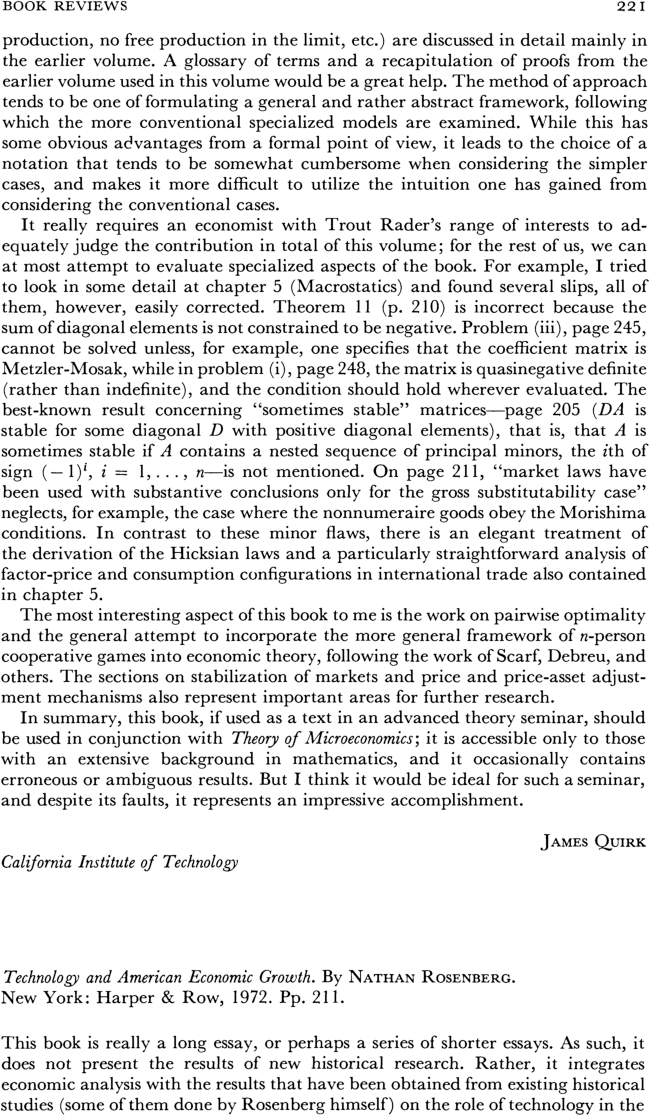 BOOK REVIEWS 221
production, no free production in the limit, etc.) are discussed in detail mainly in
the earlier volume. A glossary of terms and a recapitulation of proofs from the
earlier volume used in this volume would be a great help. The method of approach
tends to be one of formulating a general and rather abstract framework, following
which the more conventional specialized models are examined. While this has
some obvious advantages from a formal point of view, it leads to the choice of a
notation that tends to be somewhat cumbersome when considering the simpler
cases, and makes it more difficult to utilize the intuition one has gained from
considering the conventional cases.
It really requires an economist with Trout Rader's range of interests to ad-
equately judge the contribution in total of this volume; for the rest of us, we can
at most attempt to evaluate specialized aspects of the book. For example, I tried
to look in some detail at chapter 5 (Macrostatics) and found several slips, all of
them, however, easily corrected. Theorem 11 (p. 210) is incorrect because the
sum of diagonal elements is not constrained to be negative. Problem (iii), page 245,
cannot be solved unless, for example, one specifies that the coefficient matrix is
Metzler-Mosak, while in problem (i), page 248, the matrix is quasinegative definite
(rather than indefinite), and the condition should hold wherever evaluated. The
best-known result concerning “sometimes stable” matrices—page 205 (DA is
stable for some diagonal D with positive diagonal elements), that is, that A is
sometimes stable if A contains a nested sequence of principal minors, the ith of
sign (−1)^i, i = 1,..., n—is not mentioned. On page 211, “market laws have
been used with substantive conclusions only for the gross substitutability case”
neglects, for example, the case where the nonnumeraire goods obey the Morishima
conditions. In contrast to these minor flaws, there is an elegant treatment of
the derivation of the Hicksian laws and a particularly straightforward analysis of
factor-price and consumption configurations in international trade also contained
in chapter 5.
The most interesting aspect of this book to me is the work on pairwise optimality
and the general attempt to incorporate the more general framework of n-person
cooperative games into economic theory, following the work of Scarf, Debreu, and
others. The sections on stabilization of markets and price and price-asset adjust-
ment mechanisms also represent important areas for further research.
In summary, this book, if used as a text in an advanced theory seminar, should
be used in conjunction with Theory of Microeconomics; it is accessible only to those
with an extensive background in mathematics, and it occasionally contains
erroneous or ambiguous results. But I think it would be ideal for such a seminar,
and despite its faults, it represents an impressive accomplishment.
JAMES QUIRK
California Institute of Technology
Technology and American Economic Growth. By NATHAN ROSENBERG.
New York: Harper & Row, 1972. Pp. 211.
This book is really a long essay, or perhaps a series of shorter essays. As such, it
does not present the results of new historical research. Rather, it integrates
economic analysis with the results that have been obtained from existing historical
studies (some of them done by Rosenberg himself) on the role of technology in the